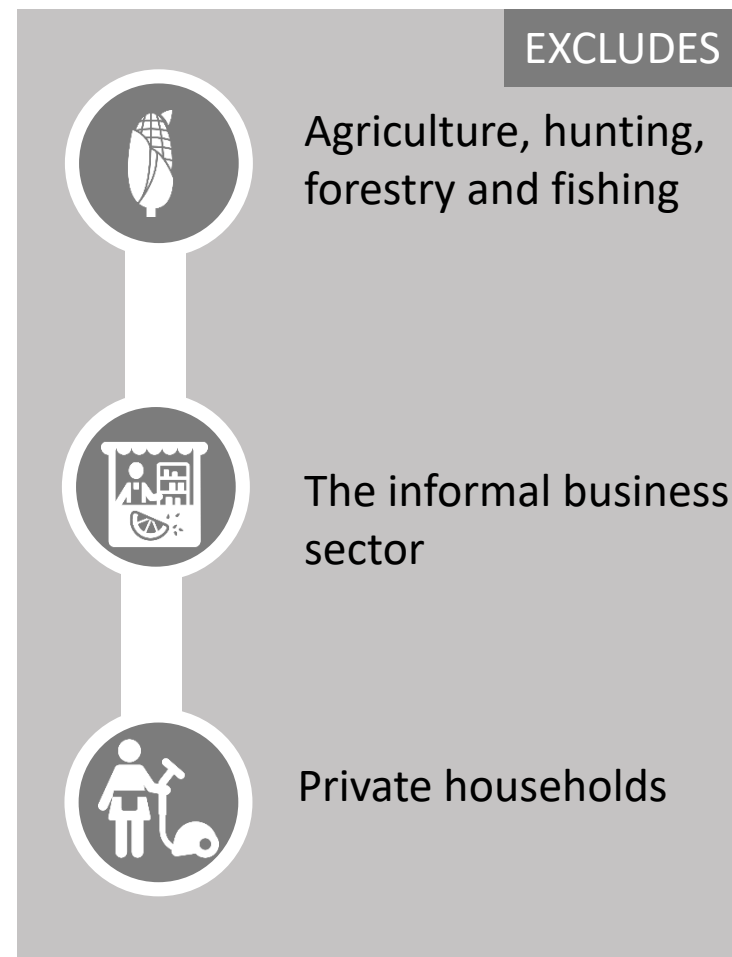 EXCLUDES
Agriculture, hunting,
forestry and fishing
The informal business
sector
Private households